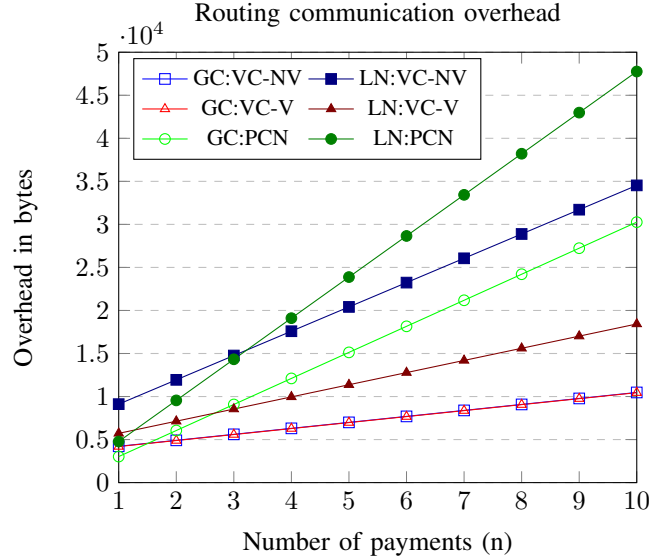 Routing communication overhead
·10⁴
5
4.5
4
3.5
3
2.5
2
1.5
1
0.5
0
GC:VC-NV LN:VC-NV
GC:VC-V LN:VC-V
GC:PCN LN:PCN
Overhead in bytes
1 2 3 4 5 6 7 8 9 10
Number of payments (n)